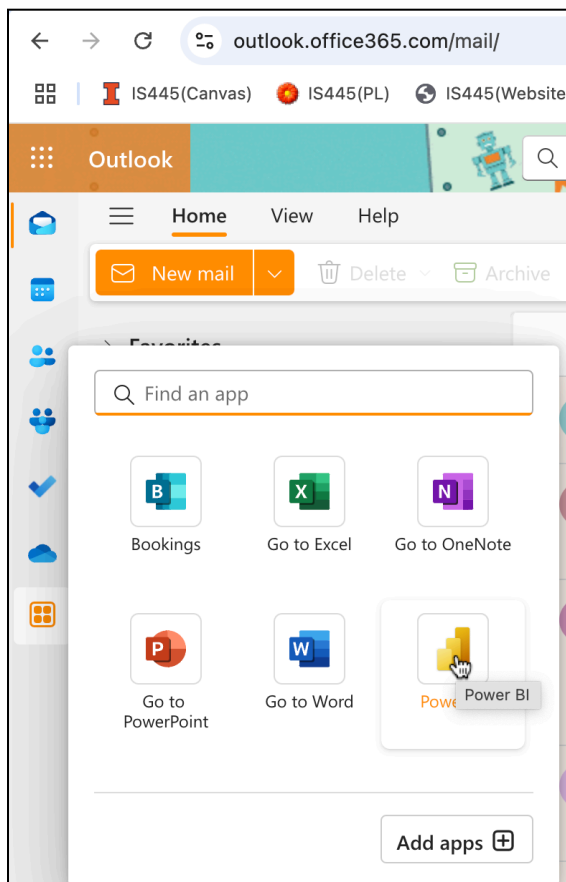 outlook.office365.com/mail/
IS445(Canvas) IS445(PL) IS445(Website
Outlook
Home View Help
New mail Delete Archive
Favorites
Find an app
B X N
Bookings Go to Excel Go to OneNote
P W
Go to PowerPoint Go to Word Powe
Power BI
Add apps